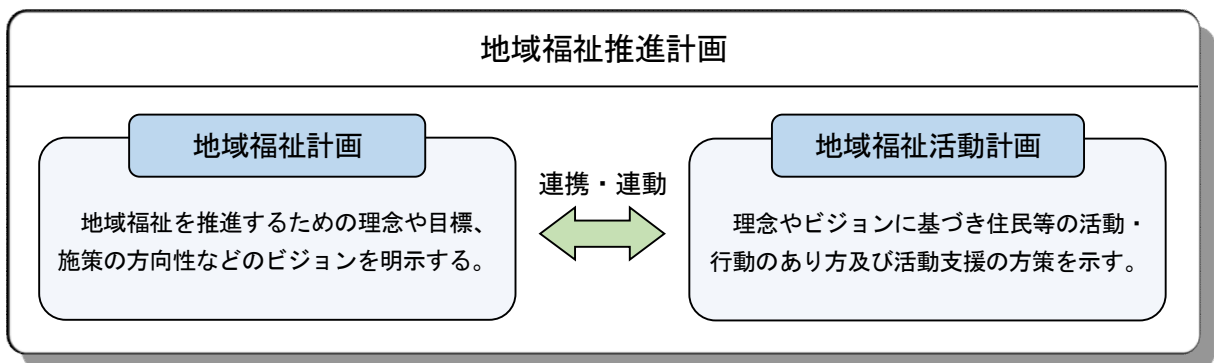 地域福祉推進計画
地域福祉計画
地域福祉を推進するための理念や目標、
施策の方向性などのビジョンを明示する。
連携・連動
地域福祉活動計画
理念やビジョンに基づき住民等の活動・
行動のあり方及び活動支援の方策を示す。